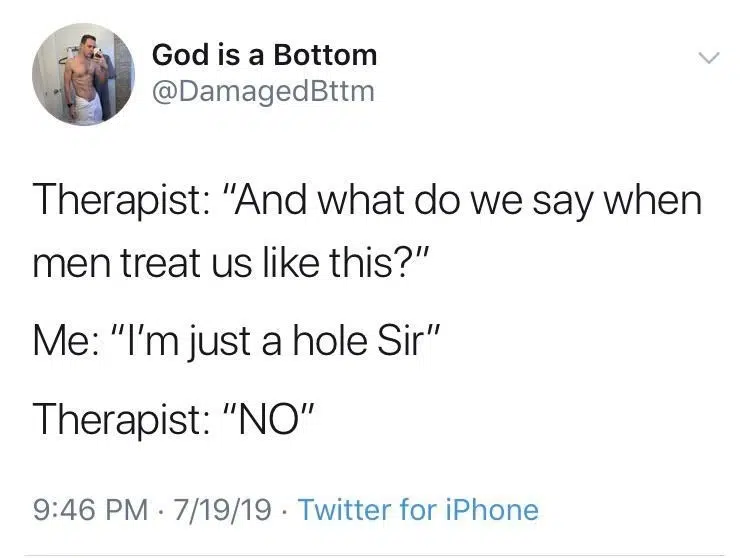 God is a Bottom
@DamagedBttm
Therapist: "And what do we say when
men treat us like this?"
Me: "I'm just a hole Sir"
Therapist: "NO"
9:46 PM · 7/19/19 · Twitter for iPhone